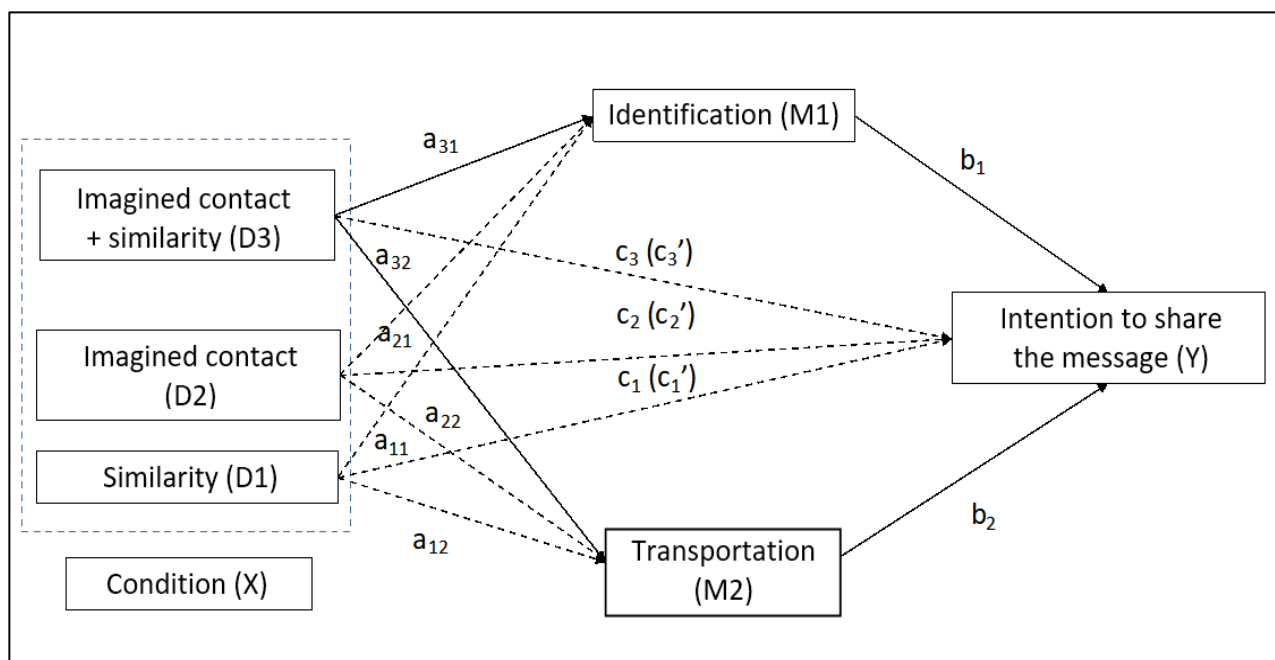 Identification (M1)
a31
b1
Imagined contact
+ similarity (D3)
a32
c3 (c3’)
Intention to share
the message (Y)
c2 (c2’)
a21
Imagined contact
(D2)
c1 (c1’)
a22
a11
Similarity (D1)
b2
a12
Transportation
(M2)
Condition (X)